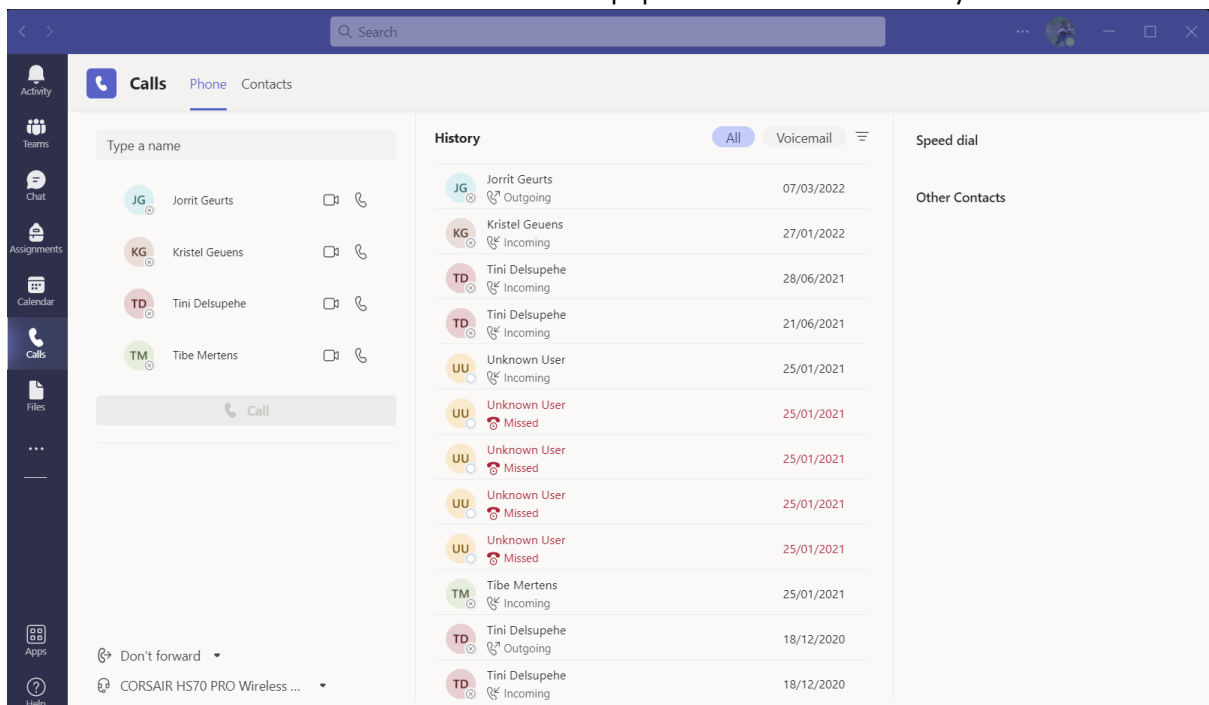 Search
Activity
Teams
Chat
Assignments
Calendar
Calls
Files
Apps
Help
Calls Phone Contacts
Type a name
JG Jorrit Geurts
KG Kristel Geuens
TD Tini Delsupehe
TM Tibe Mertens
Call
Don't forward
CORSAIR HS70 PRO Wireless ...
History All Voicemail
JG Jorrit Geurts
Outgoing 07/03/2022
KG Kristel Geuens
Incoming 27/01/2022
TD Tini Delsupehe
Incoming 28/06/2021
TD Tini Delsupehe
Incoming 21/06/2021
UU Unknown User
Incoming 25/01/2021
UU Unknown User
Missed 25/01/2021
UU Unknown User
Missed 25/01/2021
UU Unknown User
Missed 25/01/2021
UU Unknown User
Missed 25/01/2021
TM Tibe Mertens
Incoming 25/01/2021
TD Tini Delsupehe
Outgoing 18/12/2020
TD Tini Delsupehe
Incoming 18/12/2020
Speed dial
Other Contacts